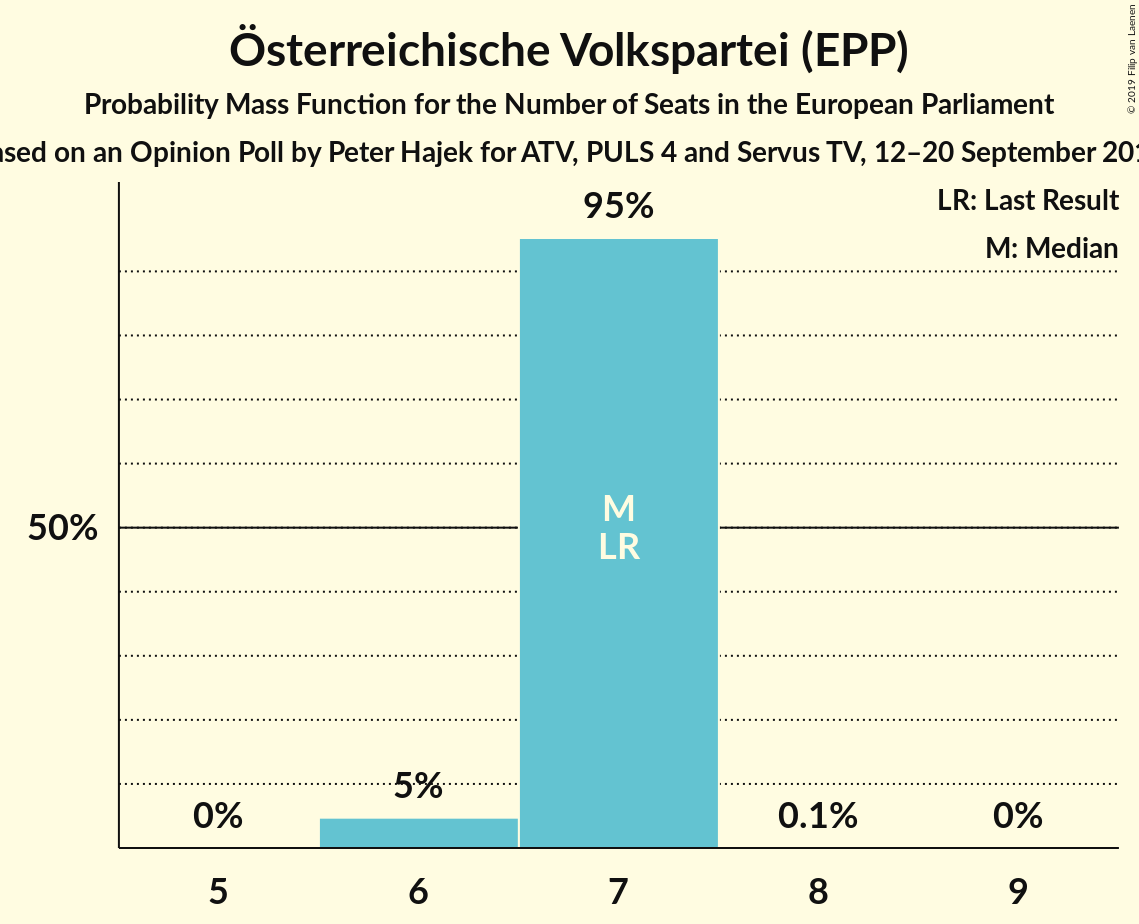 Österreichische Volkspartei (EPP)
Probability Mass Function for the Number of Seats in the European Parliament
on an Opinion Poll by Peter Hajek for ATV, PULS 4 and Servus TV, 12–20 September
© 2019 Filip van Laenen
LR: Last Result
M: Median
95%
50%
M
LR
5%
0%
0.1%
0%
5 6 7 8 9